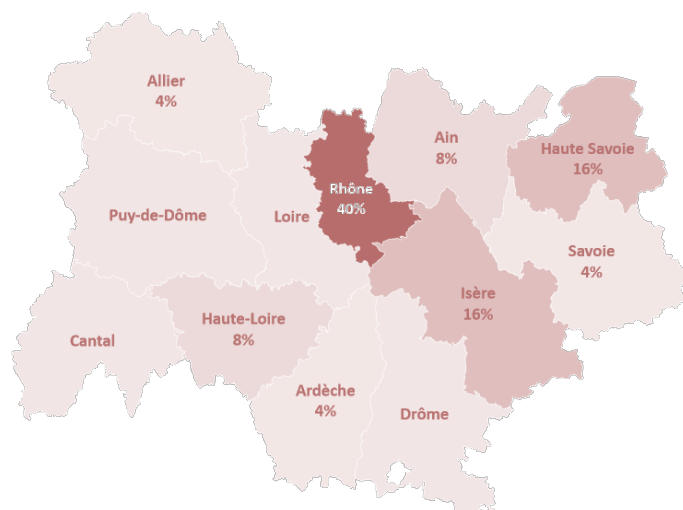 Allier
4%
Ain
8%
Haute Savoie
16%
Rhône
40%
Puy-de-Dôme
Loire
Savoie
4%
Isère
16%
Haute-Loire
8%
Cantal
Ardèche
4%
Drôme